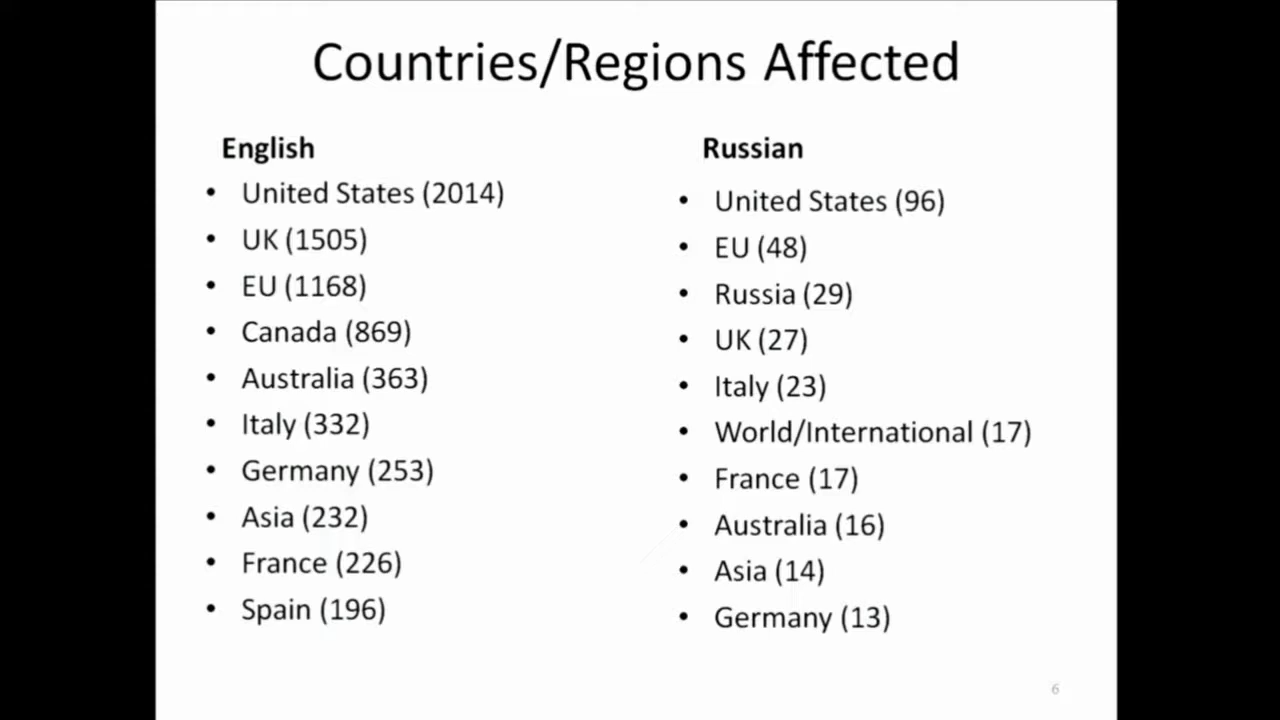 Countries/Regions Affected
English
• United States (2014)
• UK (1505)
• EU (1168)
• Canada (869)
• Australia (363)
• Italy (332)
• Germany (253)
• Asia (232)
• France (226)
• Spain (196)
Russian
• United States (96)
• EU (48)
• Russia (29)
• UK (27)
• Italy (23)
• World/International (17)
• France (17)
• Australia (16)
• Asia (14)
• Germany (13)
6